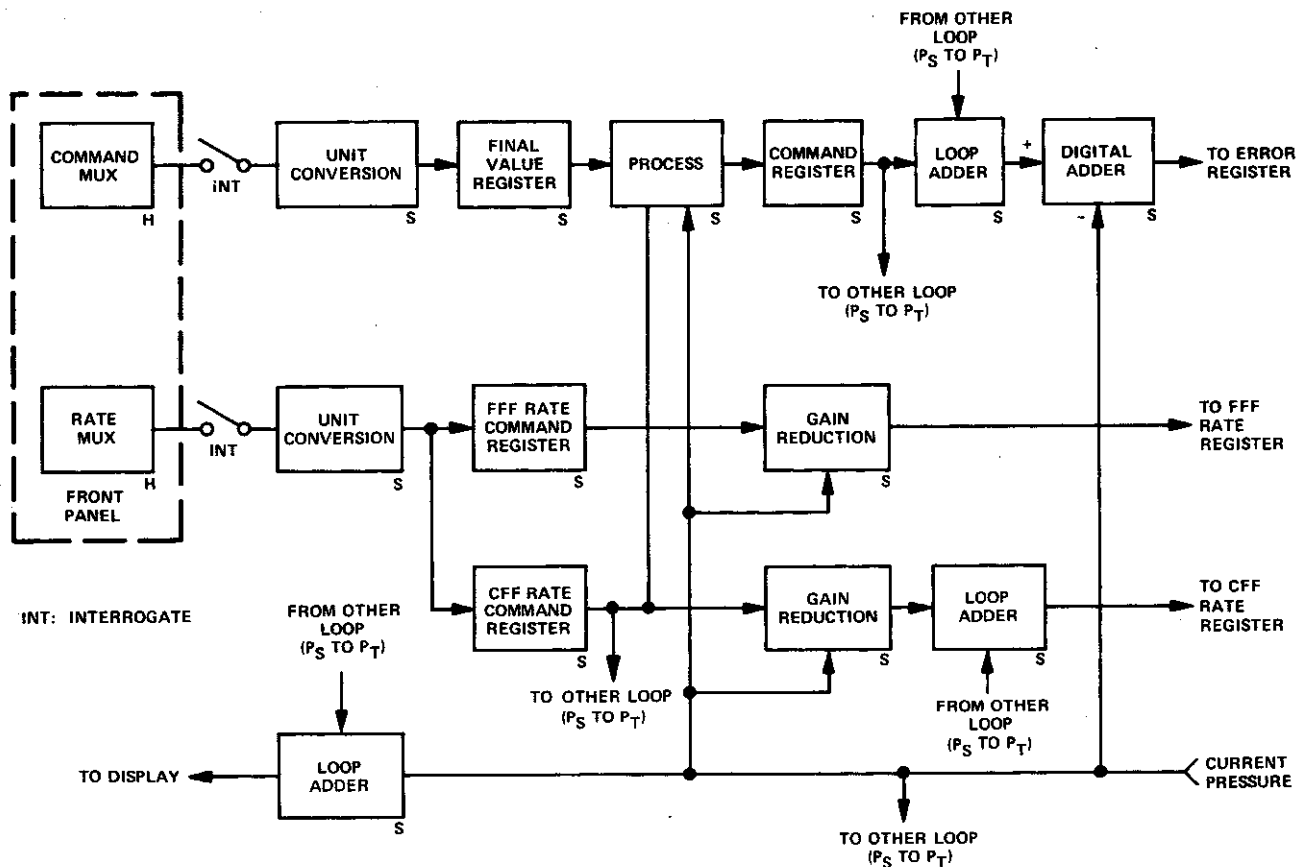 FROM OTHER
LOOP
(PS TO PT)
COMMAND
MUX
H
INT
UNIT
CONVERSION
S
FINAL
VALUE
REGISTER
S
PROCESS
S
COMMAND
REGISTER
S
LOOP
ADDER
S
+
-
DIGITAL
ADDER
S
TO ERROR
REGISTER
TO OTHER LOOP
(PS TO PT)
RATE
MUX
H
FRONT
PANEL
INT
UNIT
CONVERSION
S
FFF RATE
COMMAND
REGISTER
S
GAIN
REDUCTION
S
TO FFF
RATE
REGISTER
INT: INTERROGATE
CFF RATE
COMMAND
REGISTER
S
GAIN
REDUCTION
S
LOOP
ADDER
S
TO CFF
RATE
REGISTER
FROM OTHER
LOOP
(PS TO PT)
TO OTHER LOOP
(PS TO PT)
FROM OTHER
LOOP
(PS TO PT)
TO DISPLAY
LOOP
ADDER
S
CURRENT
PRESSURE
TO OTHER LOOP
(PS TO PT)